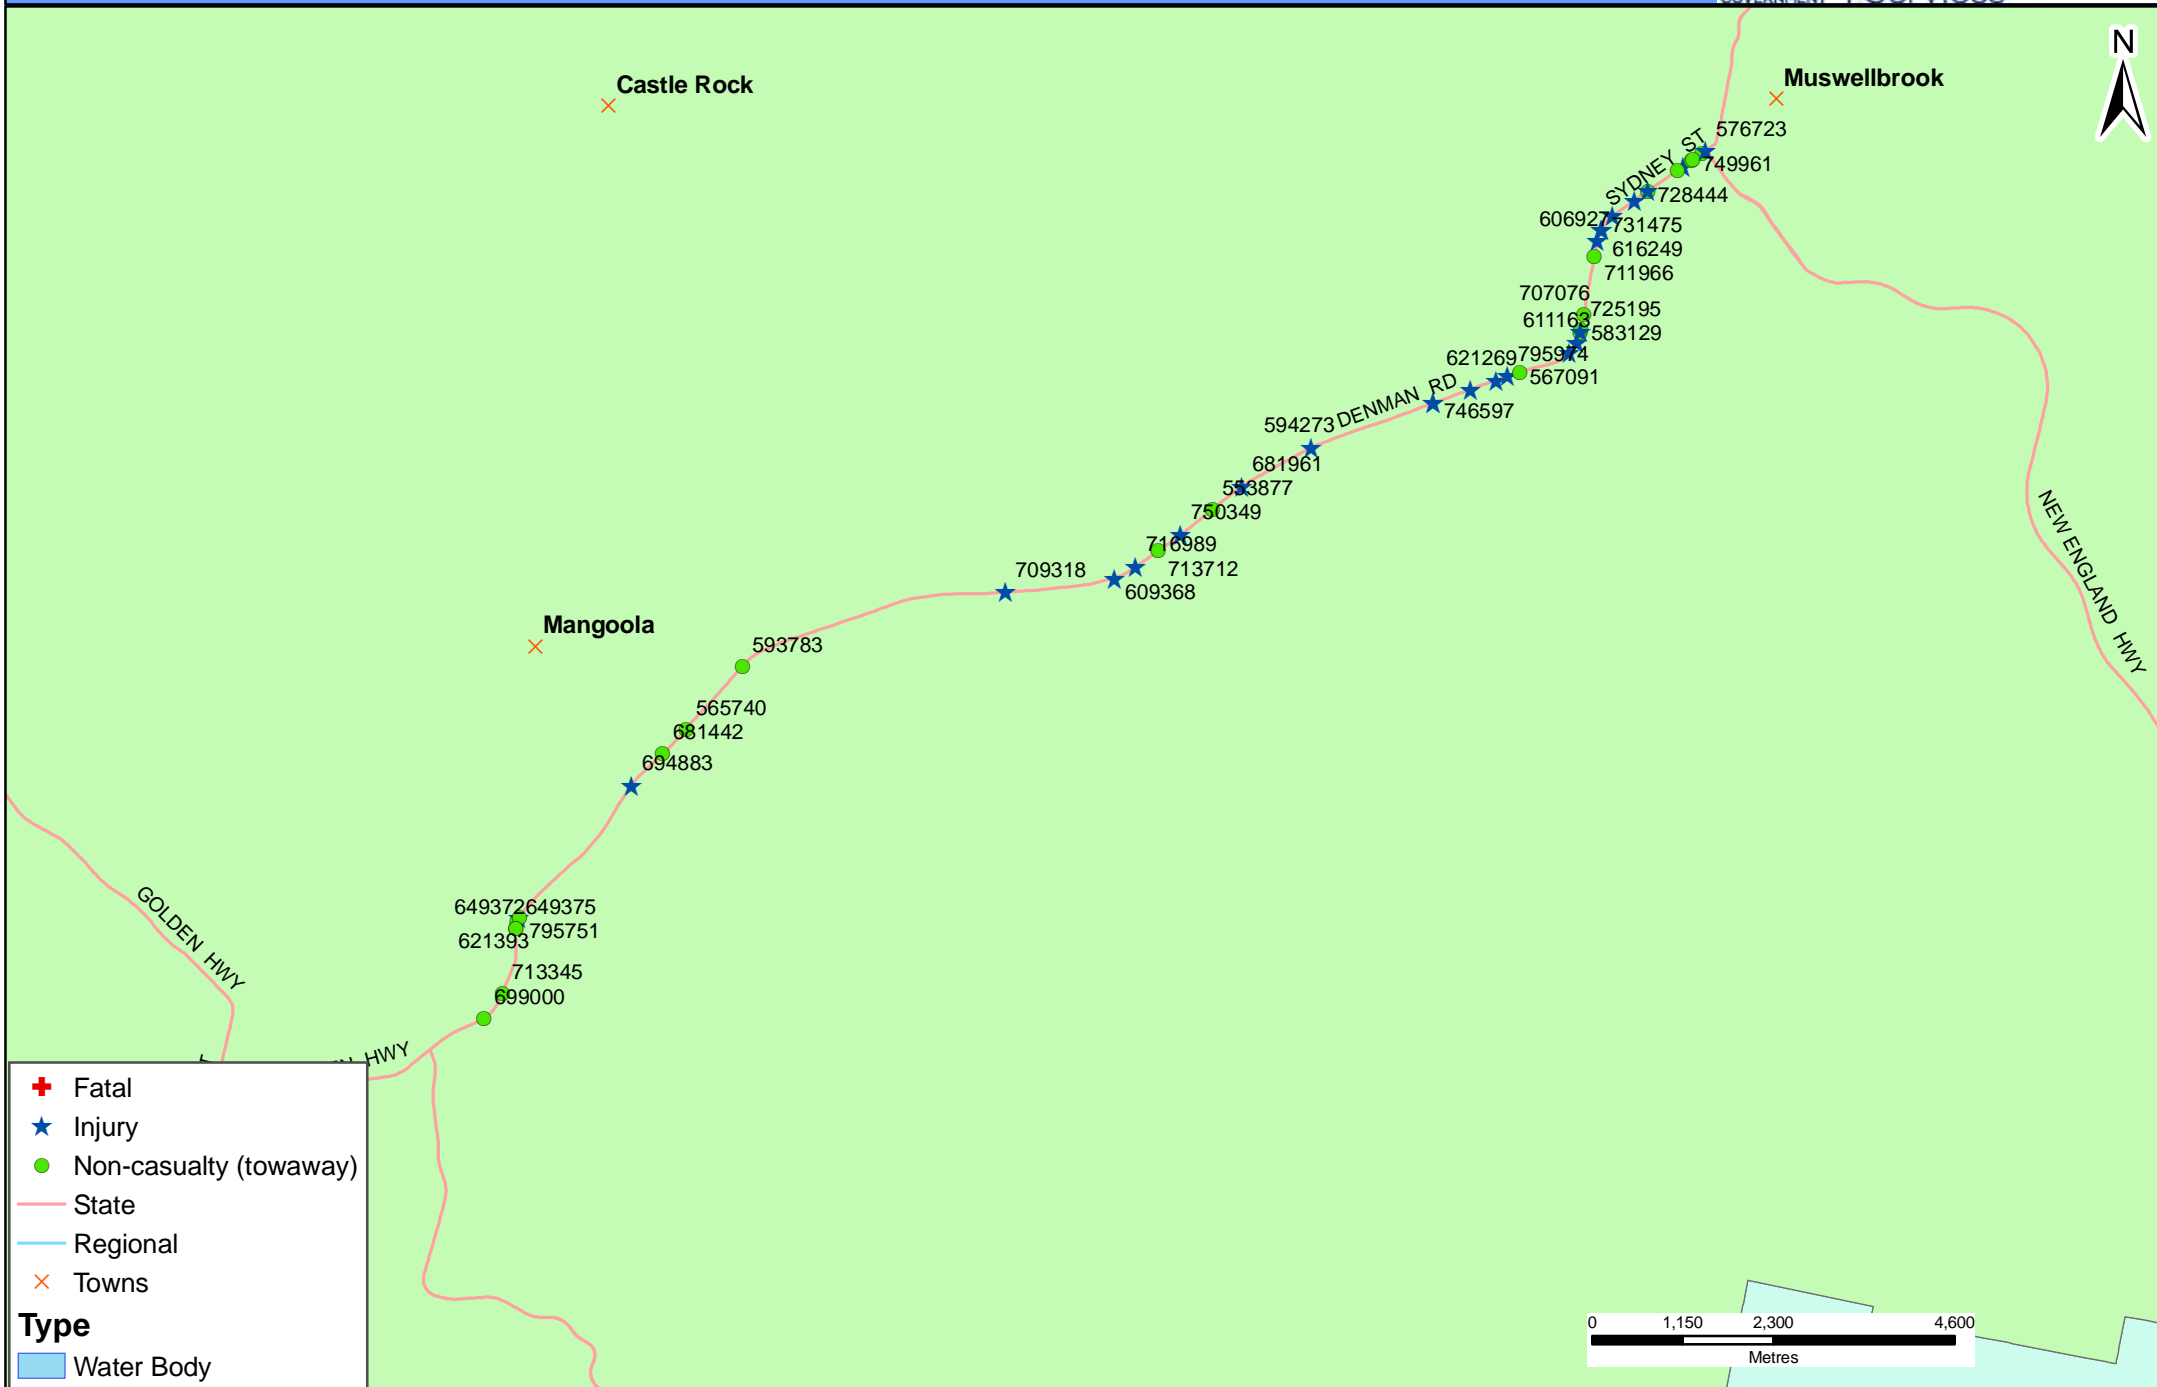 N
Castle Rock
Muswellbrook
576723
SYDNEY ST
749961
728444
606927
731475
616249
711966
707076
725195
611163
583129
621269
795974
567091
DENMAN RD
746597
594273
681961
553877
750349
716989
713712
709318
609368
Mangoola
593783
565740
681442
694883
NEW ENGLAND HWY
GOLDEN HWY
649372
649375
621393
795751
713345
699000
HWY
Fatal
Injury
Non-casualty (towaway)
State
Regional
Towns
Type
Water Body
0 1,150 2,300 4,600
Metres